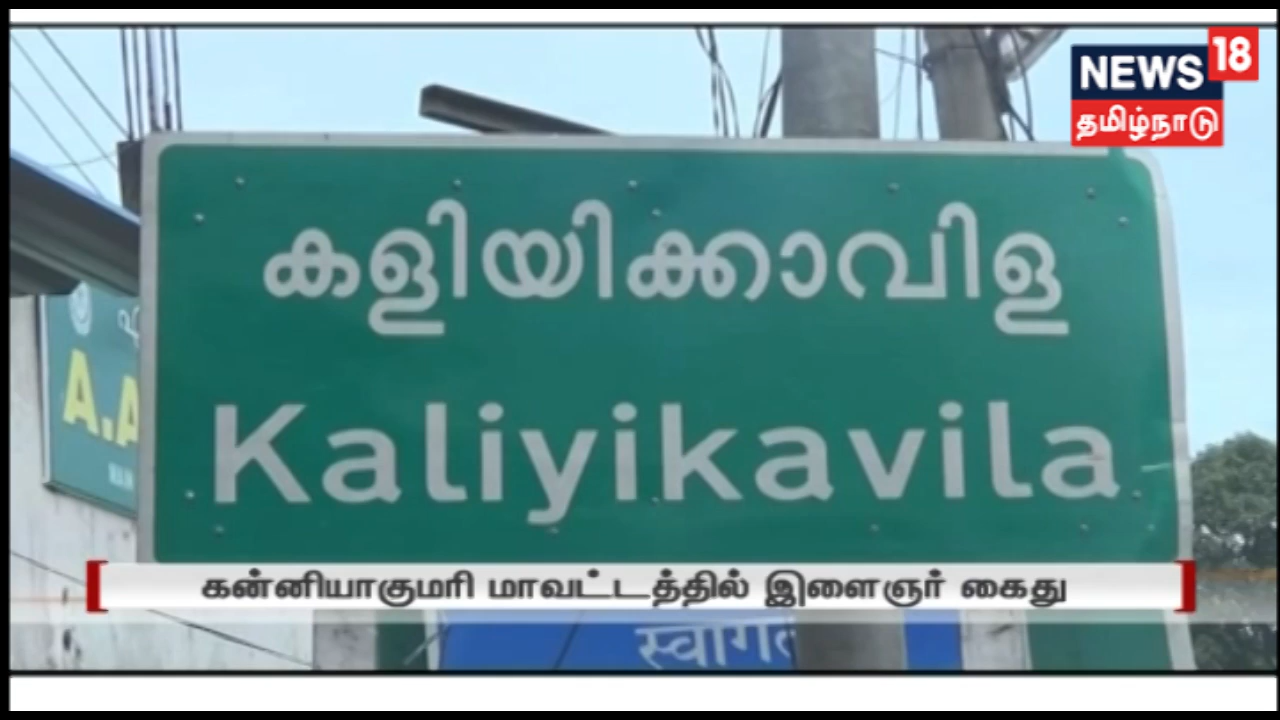 NEWS 18
தமிழ்நாடு
കളിയിക്കാവിള
Kaliyikavila
A.A
கன்னியாகுமரி மாவட்டத்தில் இளைஞர் கைது